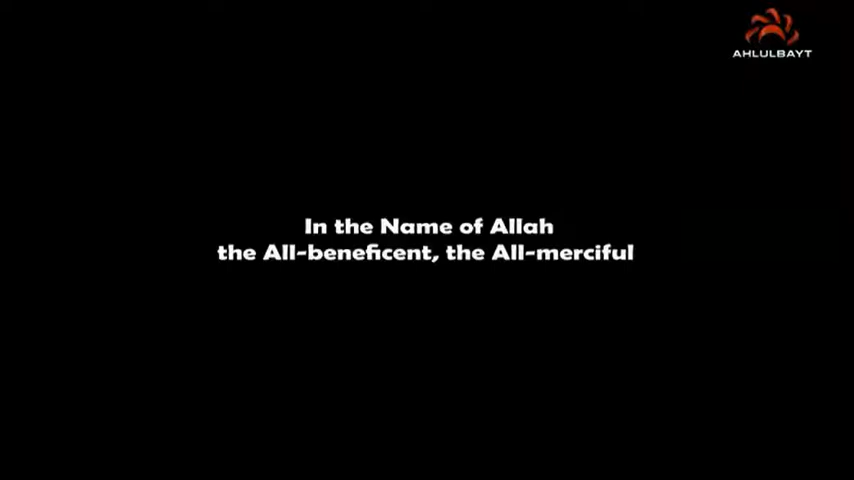 AHLULBAYT
In the Name of Allah
the All-beneficent, the All-merciful